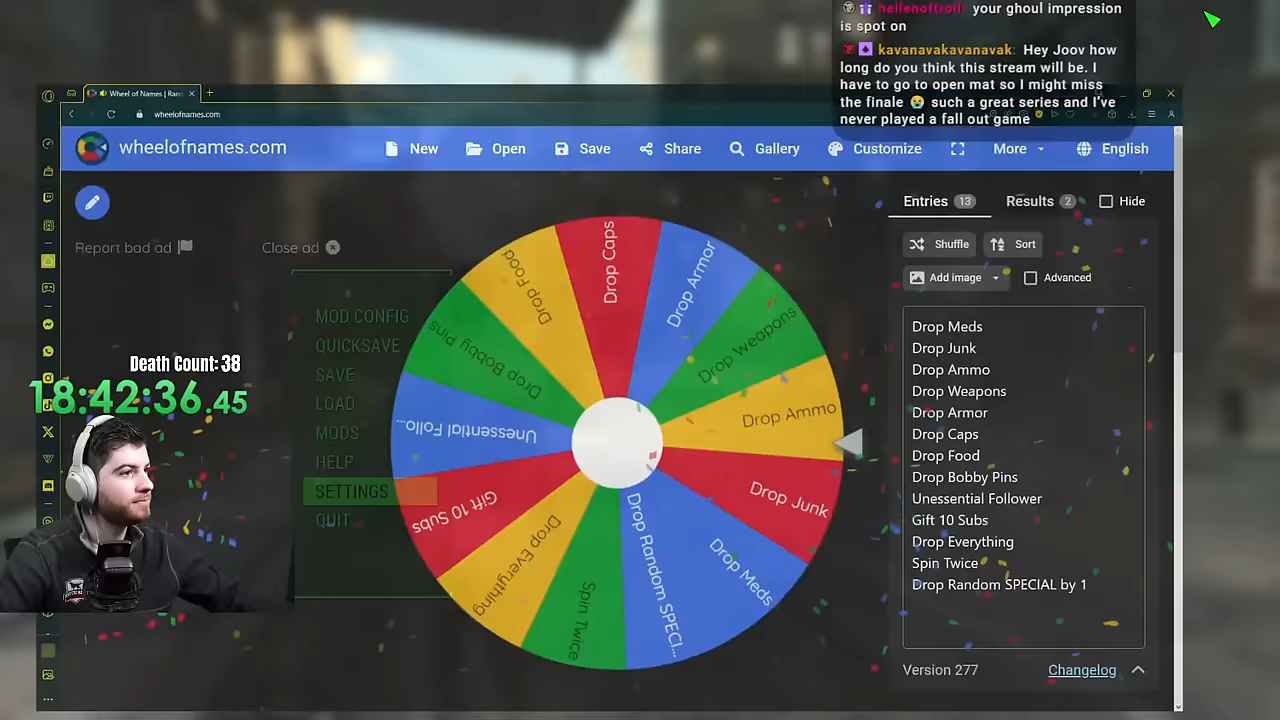 hellenoftroll your ghoul impression
is spot on
kavanavakavanavak: Hey Joov how
long do you think this stream will be. I
have to go to open mat so I might miss
the finale 😭 such a great series and I've
never played a fall out game
Wheel of Names | Ran
wheelofnames.com
wheelofnames.com
New
Open
Save
Share
Gallery
Customize
More
English
Report bad ad
Close ad
Entries 13
Results 2
Hide
Shuffle
Sort
Add image
Advanced
MOD CONFIG
QUICKSAVE
SAVE
LOAD
MODS
HELP
SETTINGS
QUIT
Death Count: 38
18:42:36.45
Drop Caps
Drop Armor
Drop Weapons
Drop Ammo
Drop Junk
Drop Meds
Drop Random SPECI...
Spin Twice
Drop Everything
Gift 10 Subs
Unessential Follo...
Drop Bobby Pins
Drop Food
Drop Meds
Drop Junk
Drop Ammo
Drop Weapons
Drop Armor
Drop Caps
Drop Food
Drop Bobby Pins
Unessential Follower
Gift 10 Subs
Drop Everything
Spin Twice
Drop Random SPECIAL by 1
Version 277
Changelog